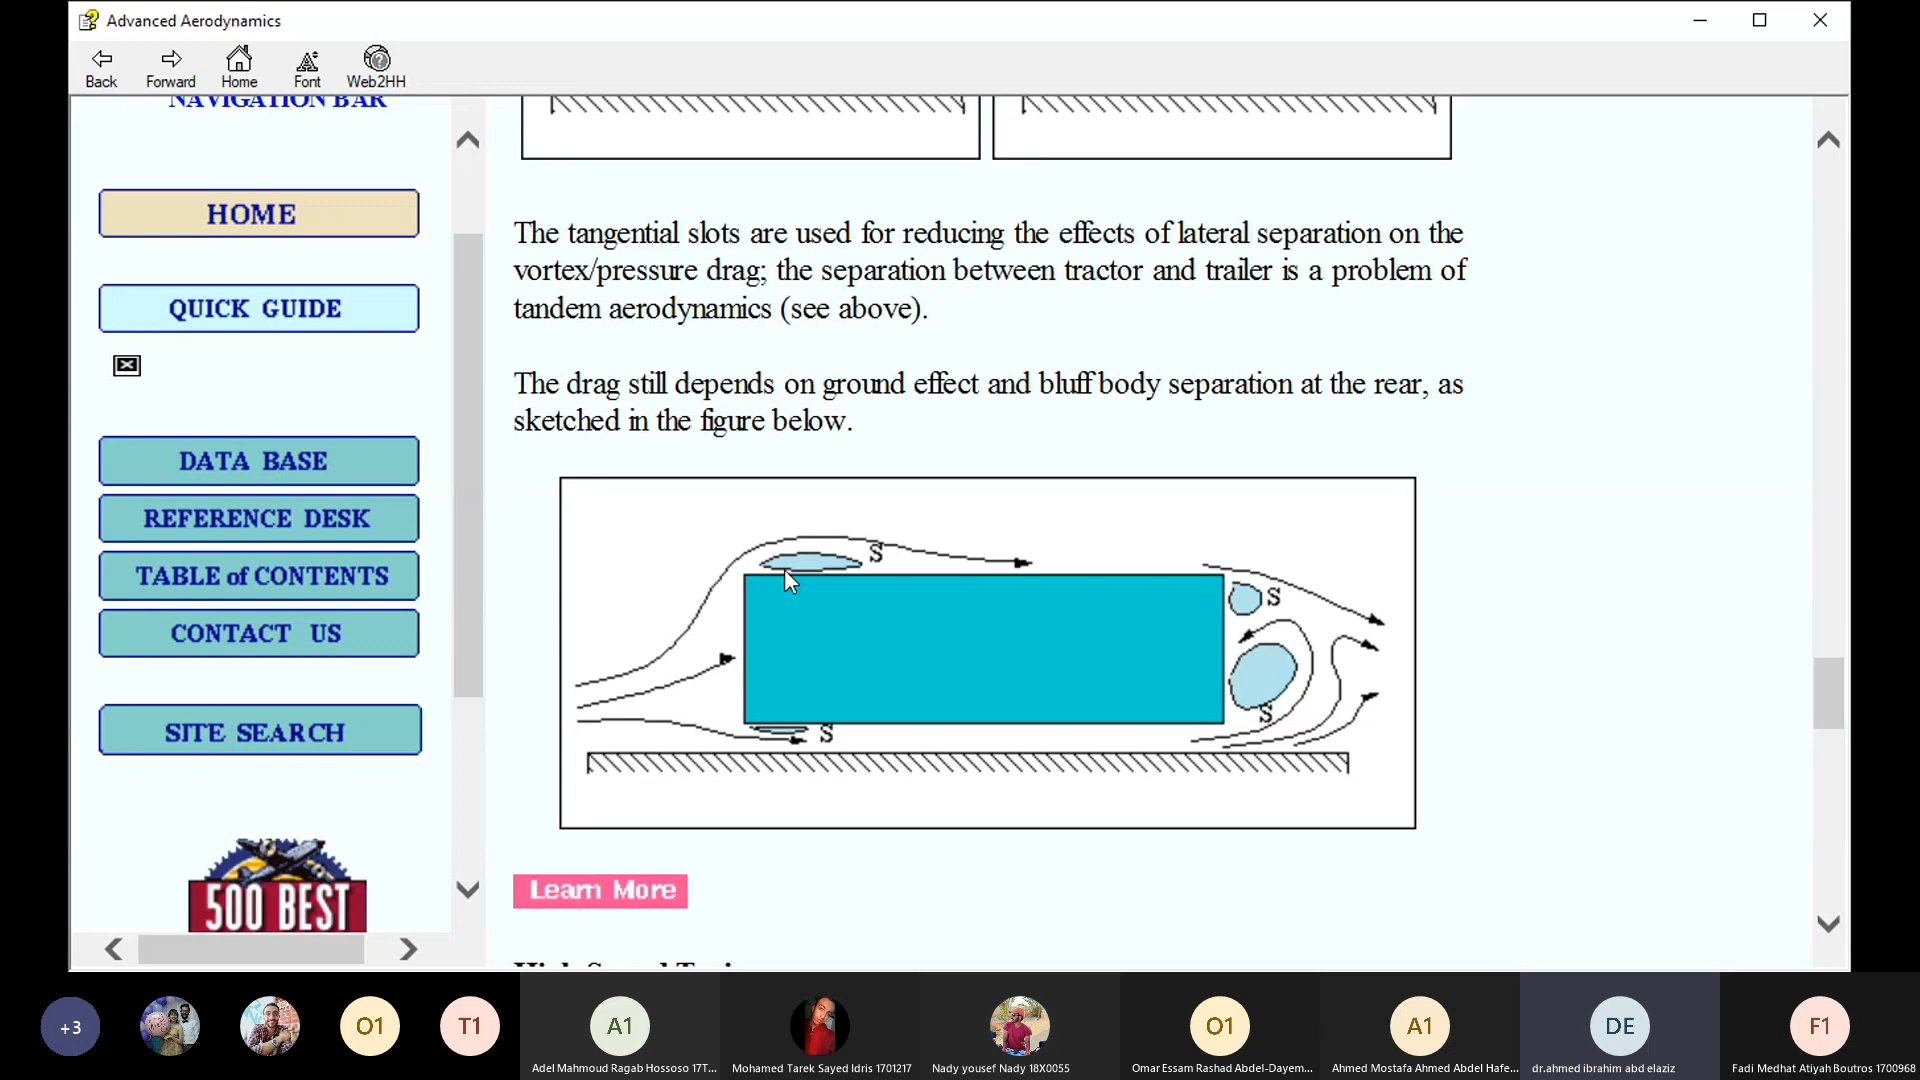 Advanced Aerodynamics
Back Forward Home Font Web2HH
NAVIGATION BAR
HOME
QUICK GUIDE
DATA BASE
REFERENCE DESK
TABLE of CONTENTS
CONTACT US
SITE SEARCH
500 BEST
The tangential slots are used for reducing the effects of lateral separation on the
vortex/pressure drag; the separation between tractor and trailer is a problem of
tandem aerodynamics (see above).
The drag still depends on ground effect and bluff body separation at the rear, as
sketched in the figure below.
S
S
S
S
Learn More
+3
O1
T1
A1
O1
A1
DE
F1
Adel Mahmoud Ragab Hossoso 17T...
Mohamed Tarek Sayed Idris 1701217
Nady yousef Nady 18X0055
Omar Essam Rashad Abdel-Dayem...
Ahmed Mostafa Ahmed Abdel Hafe...
dr.ahmed ibrahim abd elaziz
Fadi Medhat Atiyah Boutros 1700968